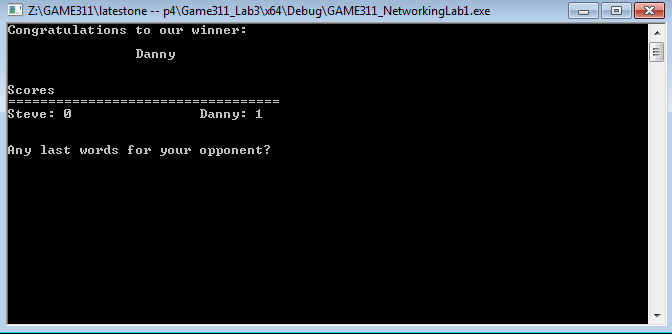 Z:\GAME311\latestone -- p4\Game311_Lab3\x64\Debug\GAME311_NetworkingLab1.exe
Congratulations to our winner:
Danny
Scores
==================================
Steve: 0 Danny: 1
Any last words for your opponent?